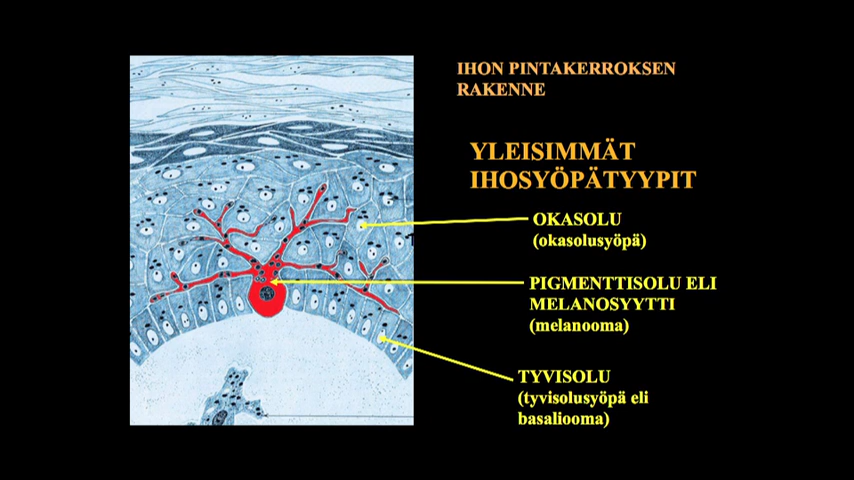 IHON PINTAKERROKSEN
RAKENNE
YLEISIMMÄT
IHOSYÖPÄTYYPIT
OKASOLU
(okasolusyöpä)
PIGMENTTISOLU ELI
MELANOSYYTTI
(melanooma)
TYVISOLU
(tyvisolusyöpä eli
basaliooma)